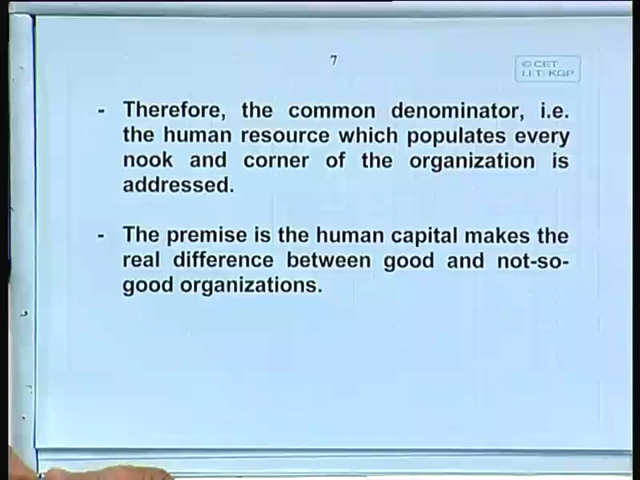 7
© CET
I.I.T. KGP
- Therefore, the common denominator, i.e.
the human resource which populates every
nook and corner of the organization is
addressed.
- The premise is the human capital makes the
real difference between good and not-so-
good organizations.